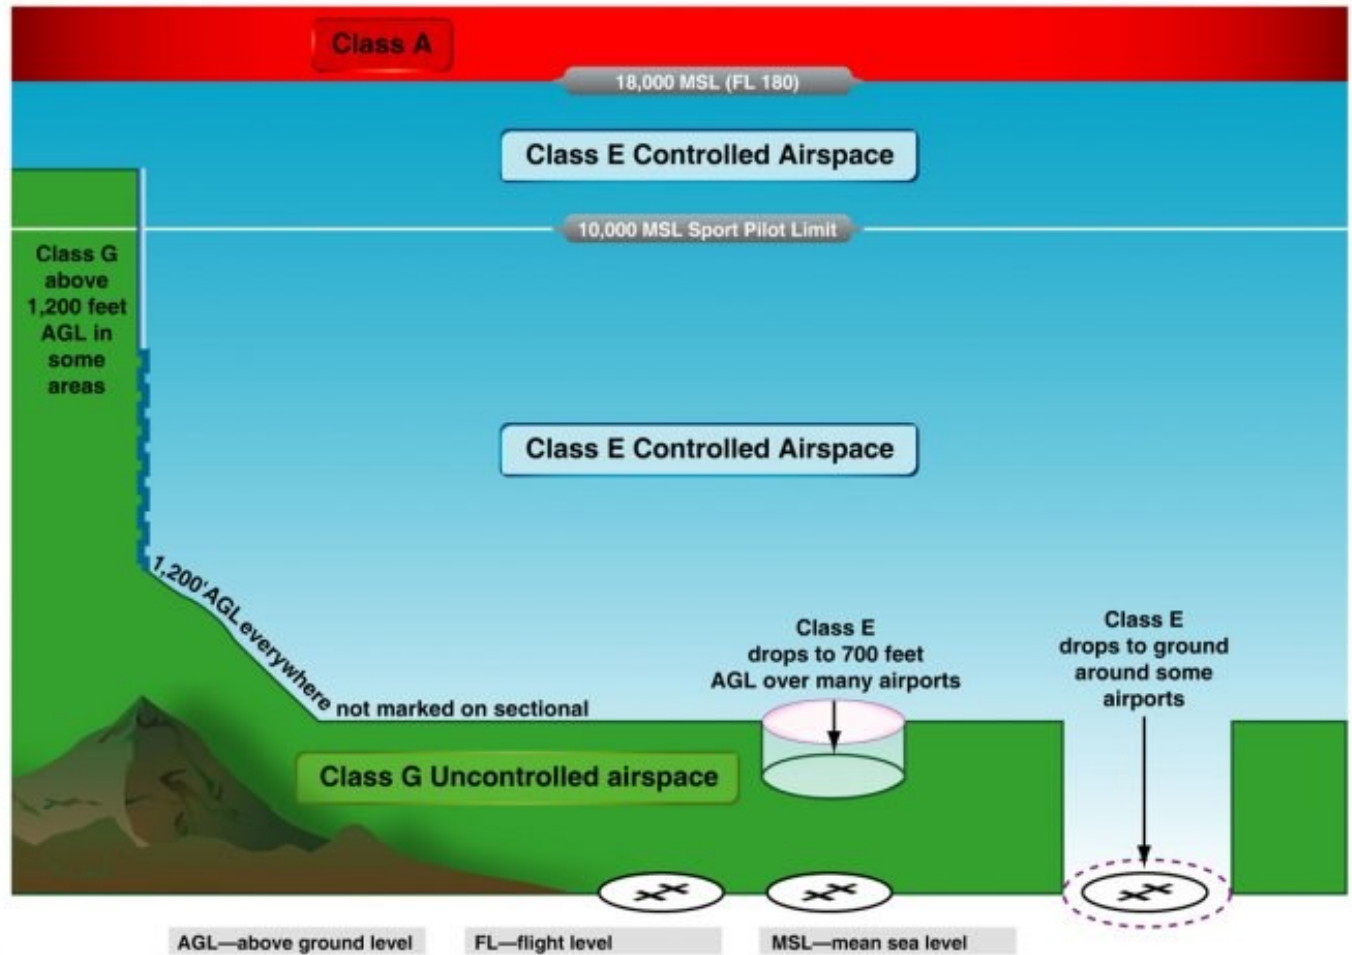 Class A
18,000 MSL (FL 180)
Class E Controlled Airspace
10,000 MSL Sport Pilot Limit
Class G
above
1,200 feet
AGL in
some
areas
Class E Controlled Airspace
1,200' AGL everywhere
not marked on sectional
Class E
drops to 700 feet
AGL over many airports
Class E
drops to ground
around some
airports
Class G Uncontrolled airspace
AGL—above ground level
FL—flight level
MSL—mean sea level